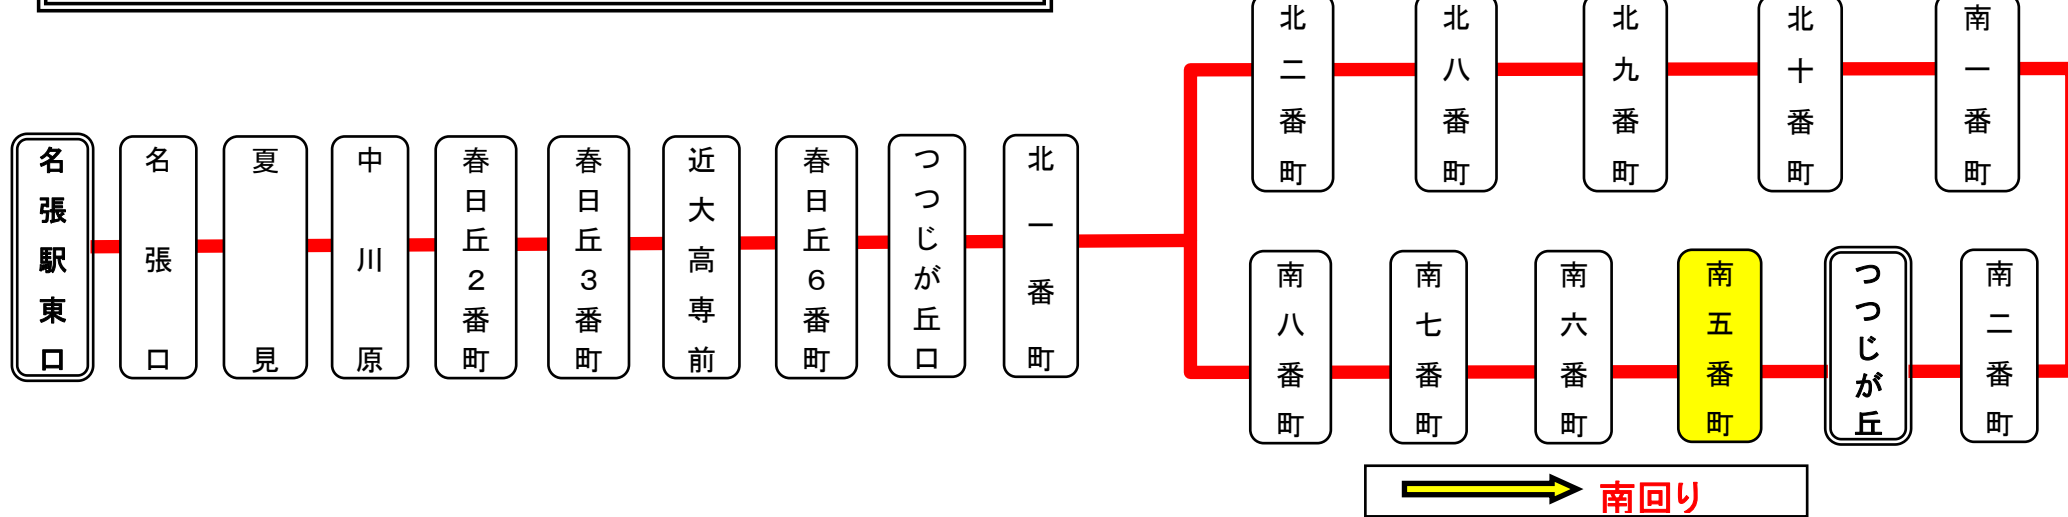 北二番町
北八番町
北九番町
北十番町
南一番町
名張駅東口
名張口
夏見
中川原
春日丘2番町
春日丘3番町
近大高専前
春日丘6番町
つつじが丘口
北一番町
南八番町
南七番町
南六番町
南五番町
つつじが丘
南二番町
南回り